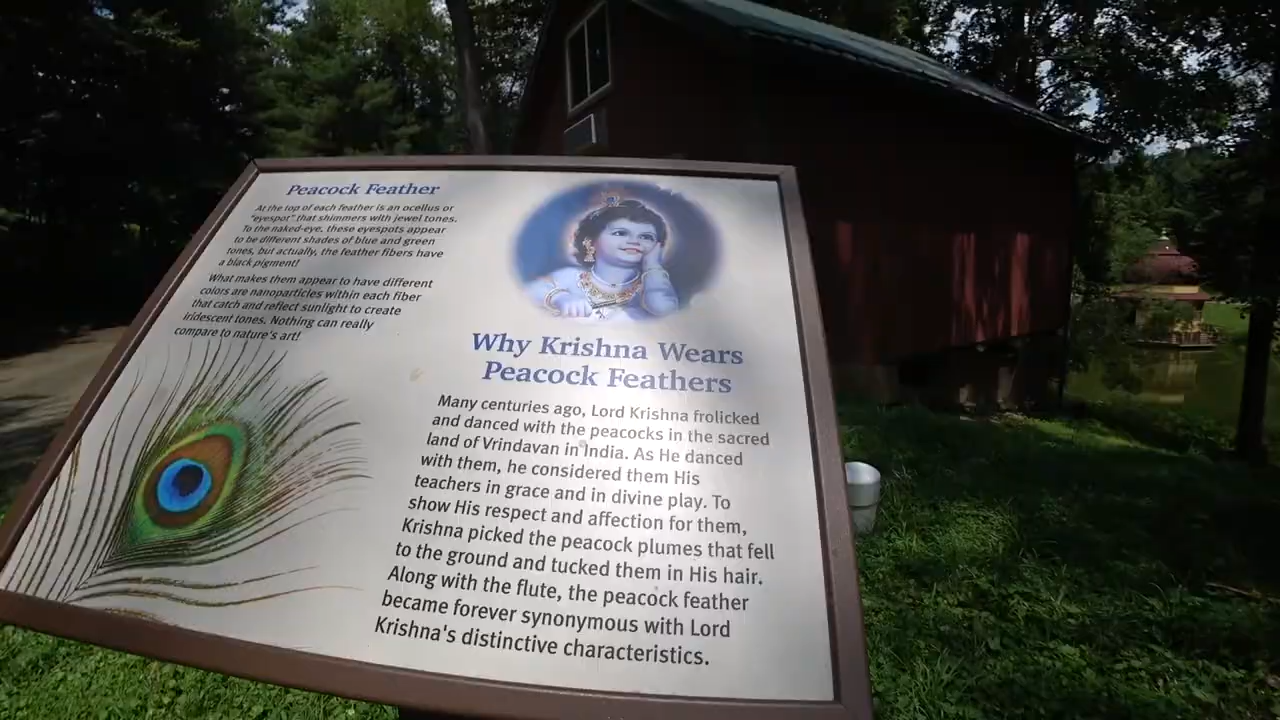 Peacock Feather
At the top of each feather is an ocellus or
"eyespot" that shimmers with jewel tones.
To the naked-eye, these eyespots appear
to be different shades of blue and green
tones, but actually, the feather fibers have
a black pigment!
What makes them appear to have different
colors are nanoparticles within each fiber
that catch and reflect sunlight to create
iridescent tones. Nothing can really
compare to nature's art!
Why Krishna Wears
Peacock Feathers
Many centuries ago, Lord Krishna frolicked
and danced with the peacocks in the sacred
land of Vrindavan in India. As He danced
with them, he considered them His
teachers in grace and in divine play. To
show His respect and affection for them,
Krishna picked the peacock plumes that fell
to the ground and tucked them in His hair.
Along with the flute, the peacock feather
became forever synonymous with Lord
Krishna's distinctive characteristics.